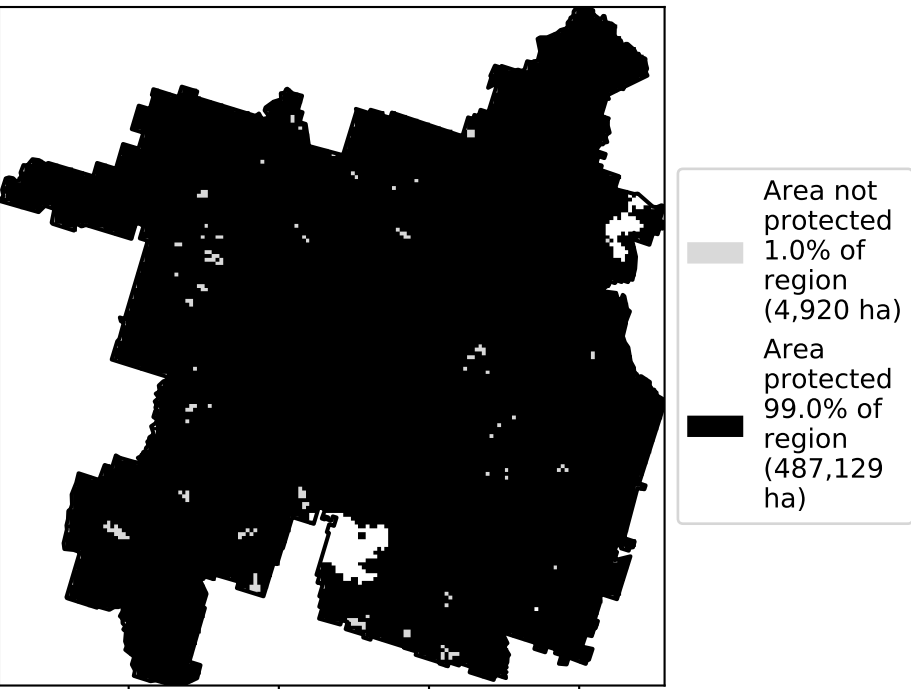 Area not
protected
1.0% of
region
(4,920 ha)
Area
protected
99.0% of
region
(487,129
ha)